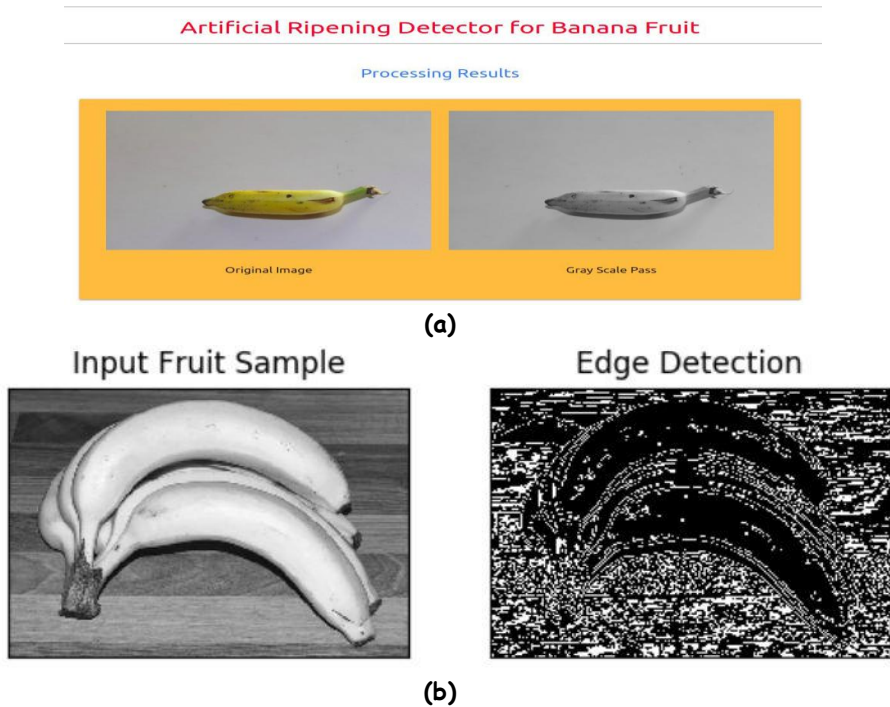 Artificial Ripening Detector for Banana Fruit
Processing Results
Original Image
Gray Scale Pass
(a)
Input Fruit Sample
Edge Detection
(b)